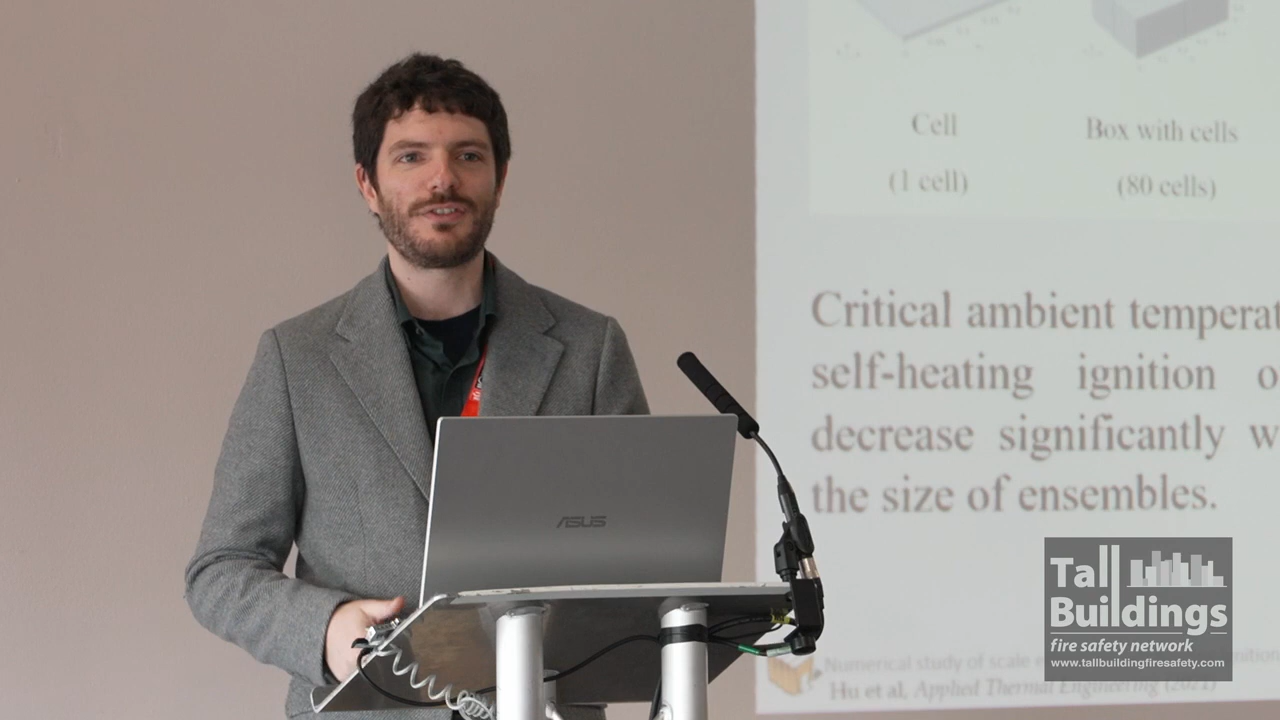 Cell
Box with cells
(1 cell)
(80 cells)
Critical ambient temperat
self-heating ignition o
decrease significantly w
the size of ensembles.
ASUS
Tall
Buildings
fire safety network
www.tallbuildingfiresafety.com
Numerical study of scale e
Hu et al, Applied Thermal Engineering (2021)